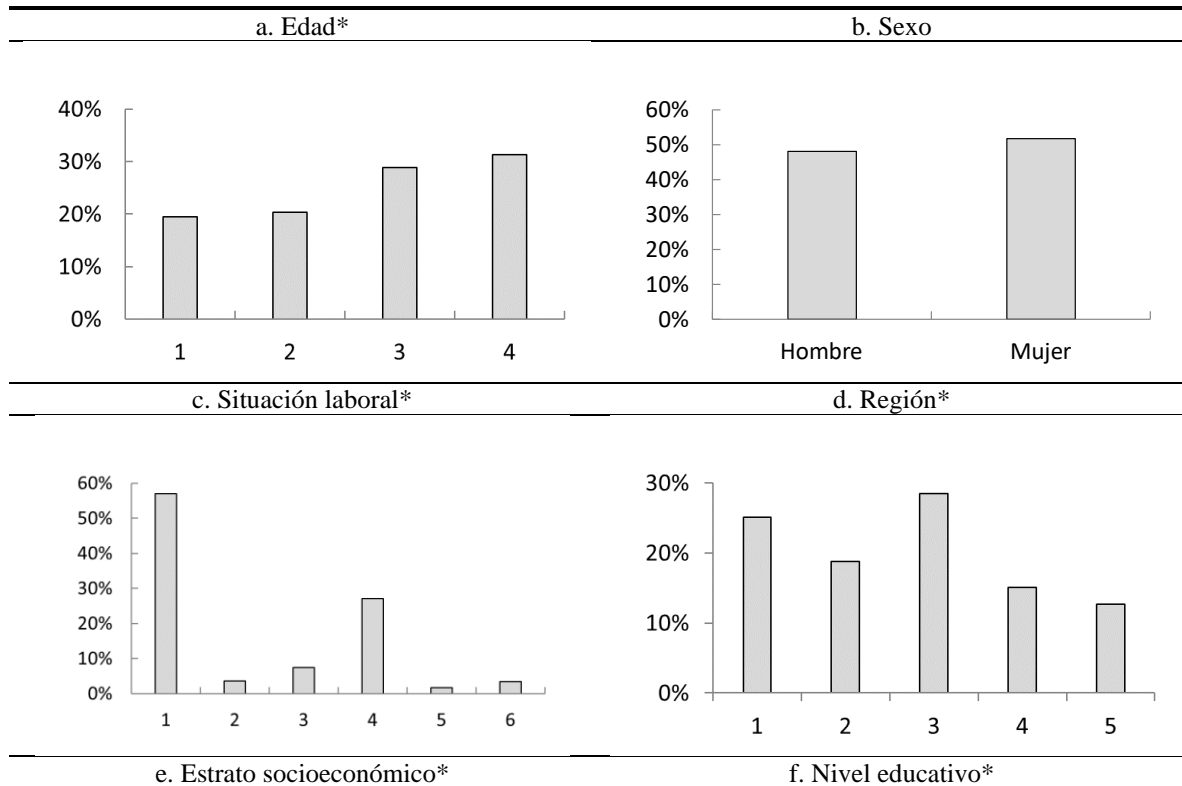 a. Edad*
b. Sexo
40%
30%
20%
10%
0%
1 2 3 4
60%
50%
40%
30%
20%
10%
0%
Hombre Mujer
c. Situación laboral*
d. Región*
60%
50%
40%
30%
20%
10%
0%
1 2 3 4 5 6
30%
20%
10%
0%
1 2 3 4 5
e. Estrato socioeconómico*
f. Nivel educativo*